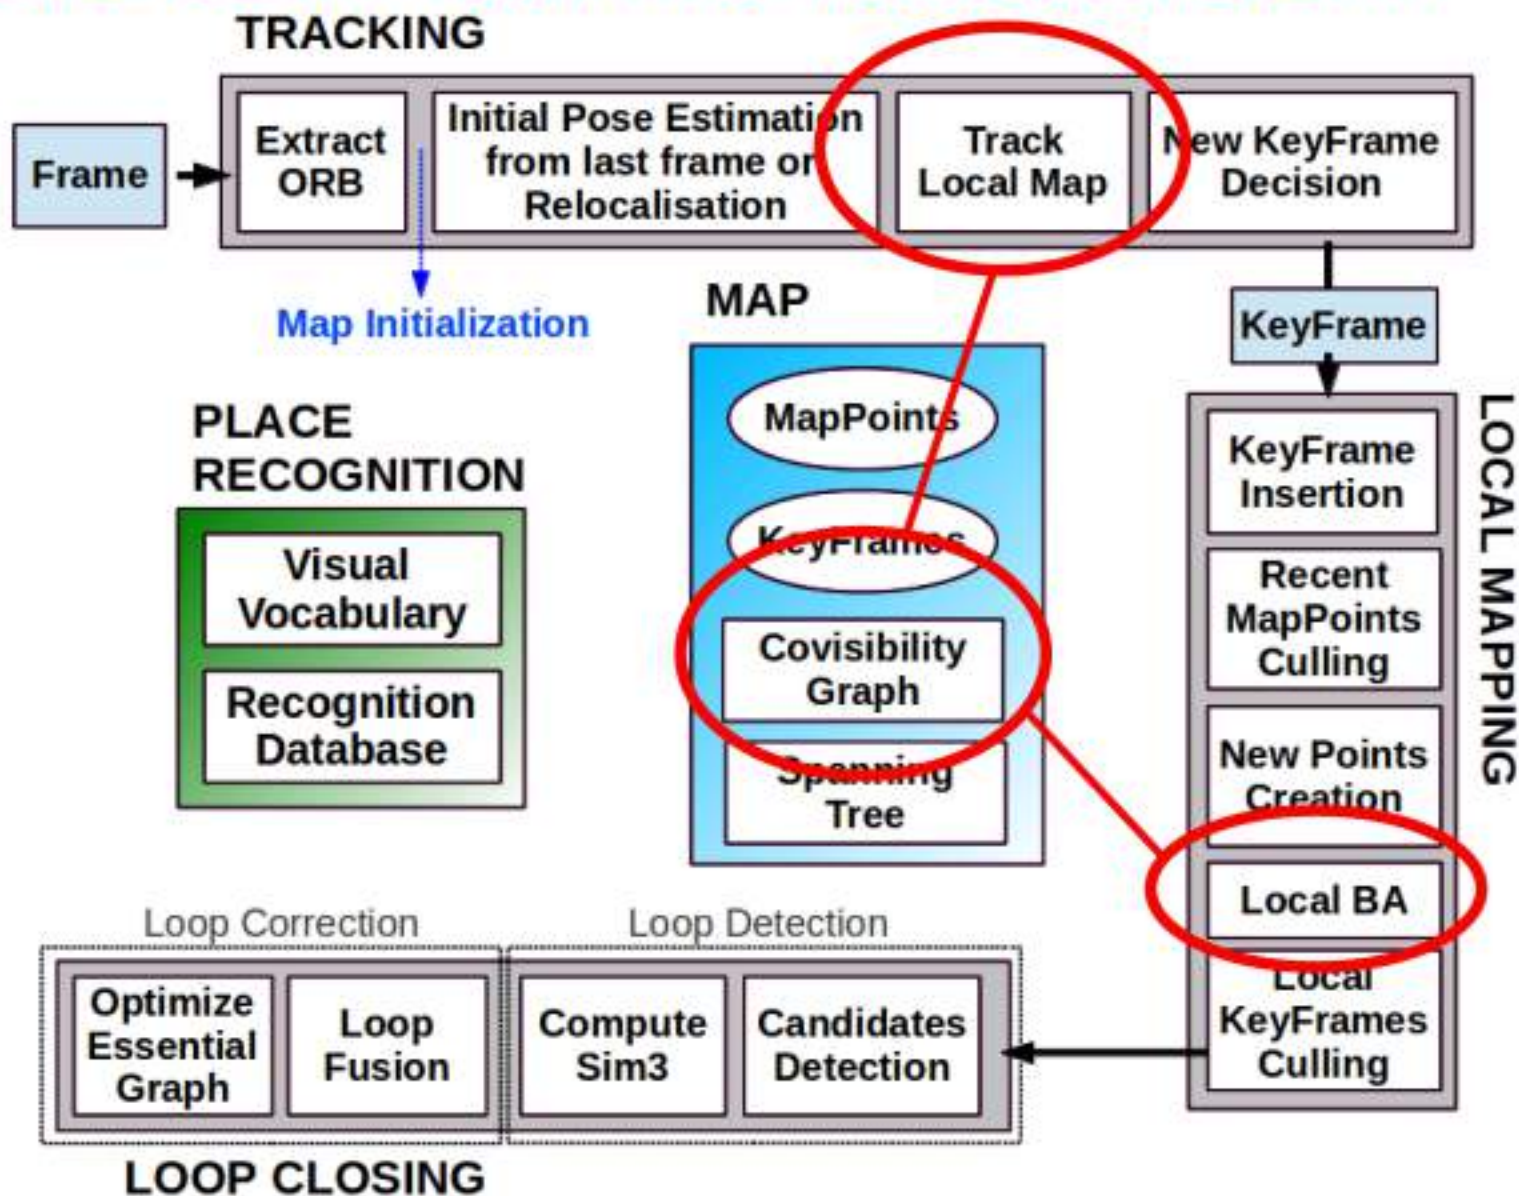 TRACKING
Frame
Extract
ORB
Initial Pose Estimation
from last frame or
Relocalisation
Track
Local Map
New KeyFrame
Decision
Map Initialization
MAP
KeyFrame
MapPoints
KeyFrames
Covisibility
Graph
Spanning
Tree
PLACE
RECOGNITION
Visual
Vocabulary
Recognition
Database
LOCAL MAPPING
KeyFrame
Insertion
Recent
MapPoints
Culling
New Points
Creation
Local BA
Local
KeyFrames
Culling
Loop Correction
Loop Detection
Optimize
Essential
Graph
Loop
Fusion
Compute
Sim3
Candidates
Detection
LOOP CLOSING